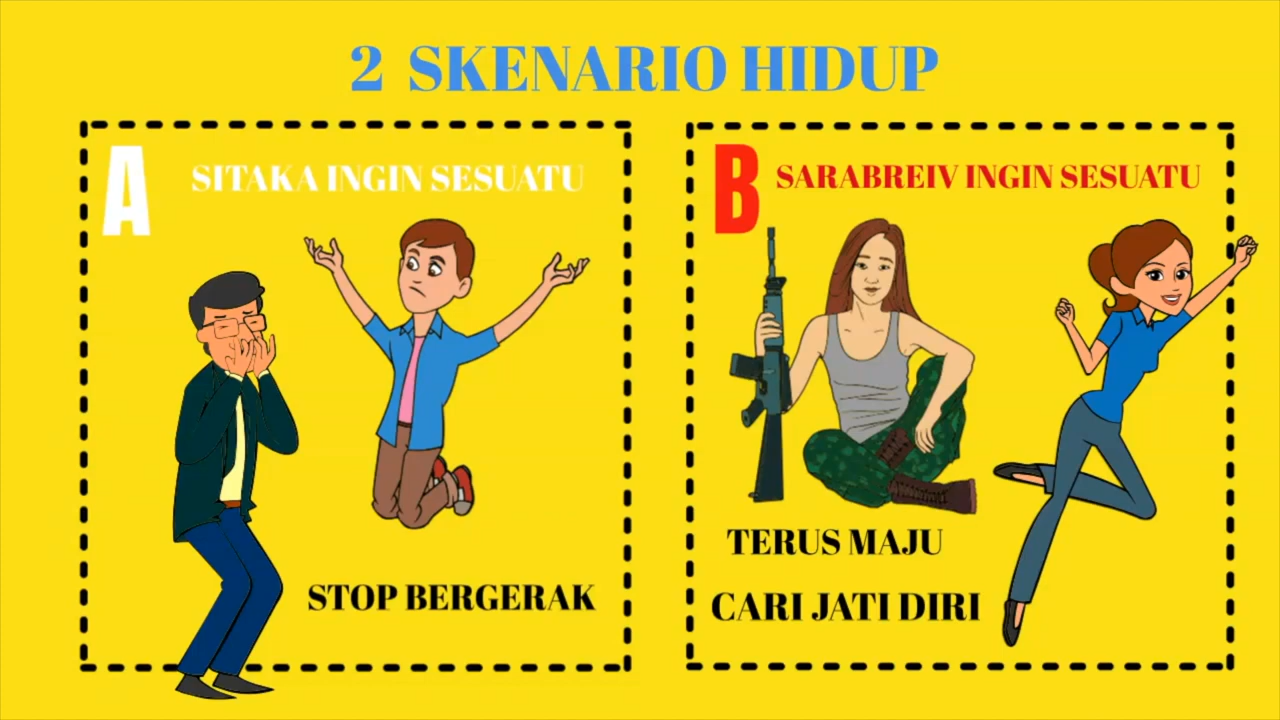 2 SKENARIO HIDUP
A
SITAKA INGIN SESUATU
STOP BERGERAK
B
SARABREIV INGIN SESUATU
TERUS MAJU
CARI JATI DIRI